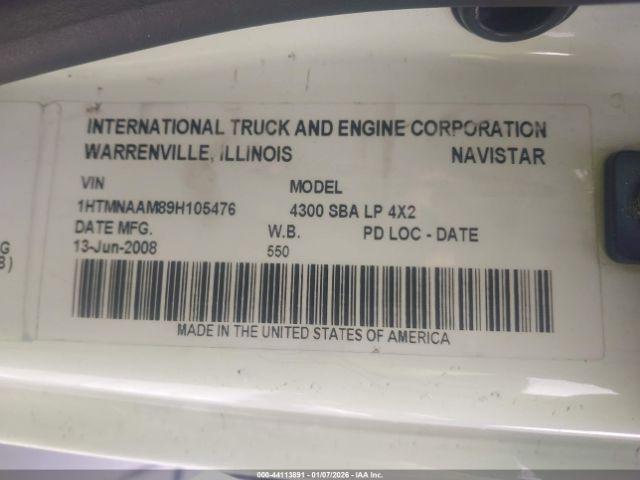 INTERNATIONAL TRUCK AND ENGINE CORPORATION
WARRENVILLE, ILLINOIS NAVISTAR
VIN MODEL
1HTMNAAM89H105476 4300 SBA LP 4X2
DATE MFG. W.B. PD LOC - DATE
13-Jun-2008 550
MADE IN THE UNITED STATES OF AMERICA
G
B)
000-44113891 - 01/07/2026 - IAA Inc.